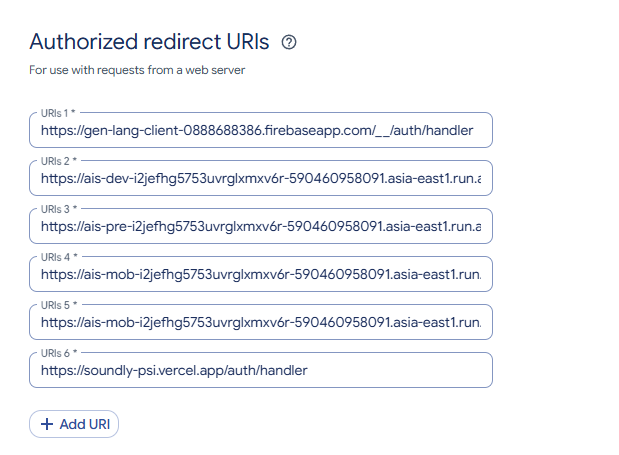 Authorized redirect URIs
For use with requests from a web server
URIs 1 *
https://gen-lang-client-0888688386.firebaseapp.com/__/auth/handler
URIs 2 *
https://ais-dev-i2jefhg5753uvrglxmxv6r-590460958091.asia-east1.run.a
URIs 3 *
https://ais-pre-i2jefhg5753uvrglxmxv6r-590460958091.asia-east1.run.a
URIs 4 *
https://ais-mob-i2jefhg5753uvrglxmxv6r-590460958091.asia-east1.run.
URIs 5 *
https://ais-mob-i2jefhg5753uvrglxmxv6r-590460958091.asia-east1.run.
URIs 6 *
https://soundly-psi.vercel.app/auth/handler
+ Add URI